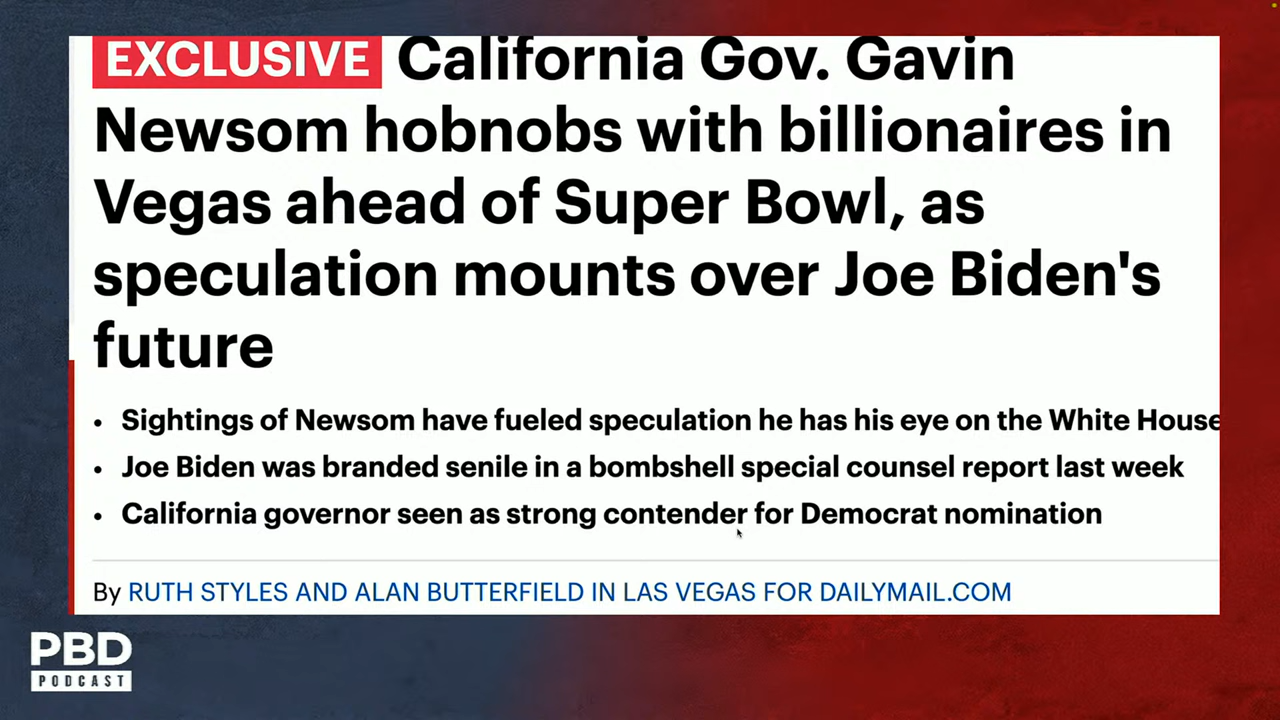 EXCLUSIVE California Gov. Gavin
Newsom hobnobs with billionaires in
Vegas ahead of Super Bowl, as
speculation mounts over Joe Biden's
future
• Sightings of Newsom have fueled speculation he has his eye on the White House
• Joe Biden was branded senile in a bombshell special counsel report last week
• California governor seen as strong contender for Democrat nomination
By RUTH STYLES AND ALAN BUTTERFIELD IN LAS VEGAS FOR DAILYMAIL.COM
PBD
PODCAST